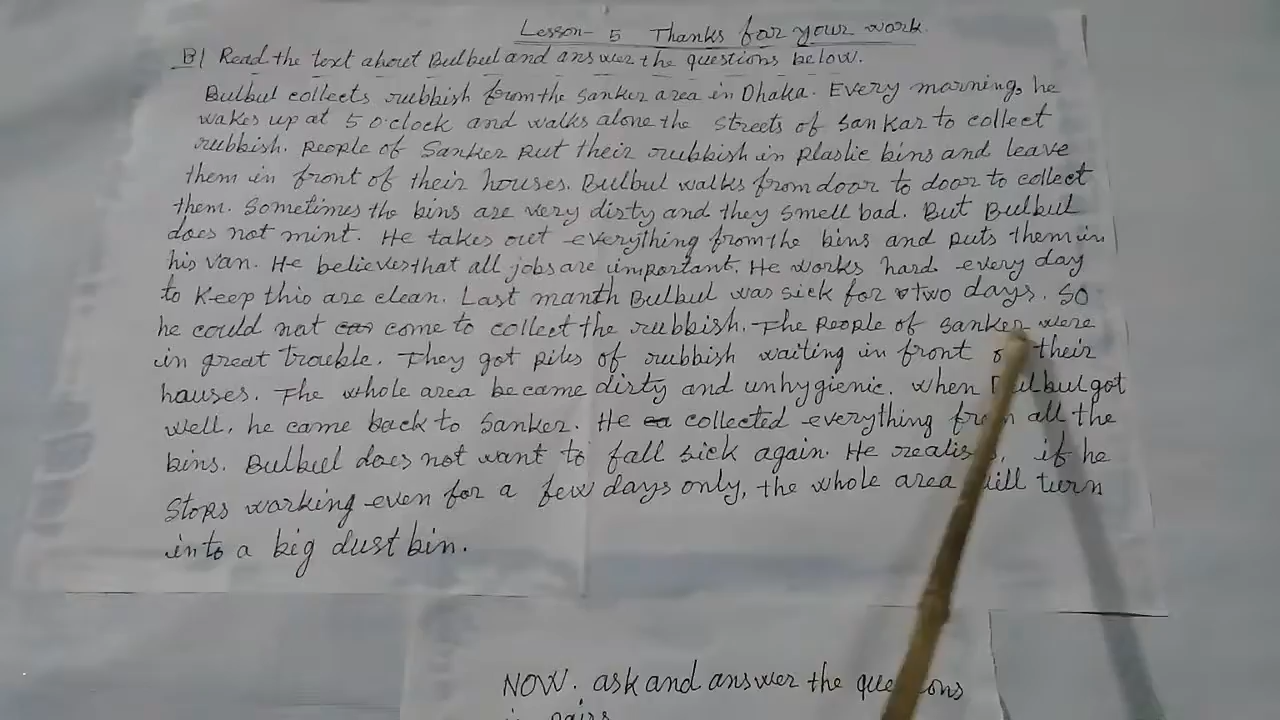 Lesson- 5 Thanks for your work.
B) Read the text about Bulbul and answer the questions below.
Bulbul collects rubbish from the Sanker area in Dhaka. Every morning, he
wakes up at 5 o'clock and walks alone the streets of Sankar to collect
rubbish. People of Sanker put their rubbish in plastic bins and leave
them in front of their houses. Bulbul walks from door to door to collect
them. Sometimes the bins are very dirty and they smell bad. But Bulbul
does not mint. He takes out everything from the bins and puts them in
his van. He believes that all jobs are important. He works hard every day
to keep this are clean. Last manth Bulbul was sick for two days. So
he could not come to collect the rubbish. The people of Sanker were
in great trouble. They got piles of rubbish waiting in front their
houses. The whole area became dirty and unhygienic. When Bulbul got
well, he came back to Sanker. He collected everything from all the
bins. Bulbul does not want to fall sick again. He if he
stops working even for a few days only, the whole area will turn
into a big dust bin.
NOW. ask and answer the questions
in pairs